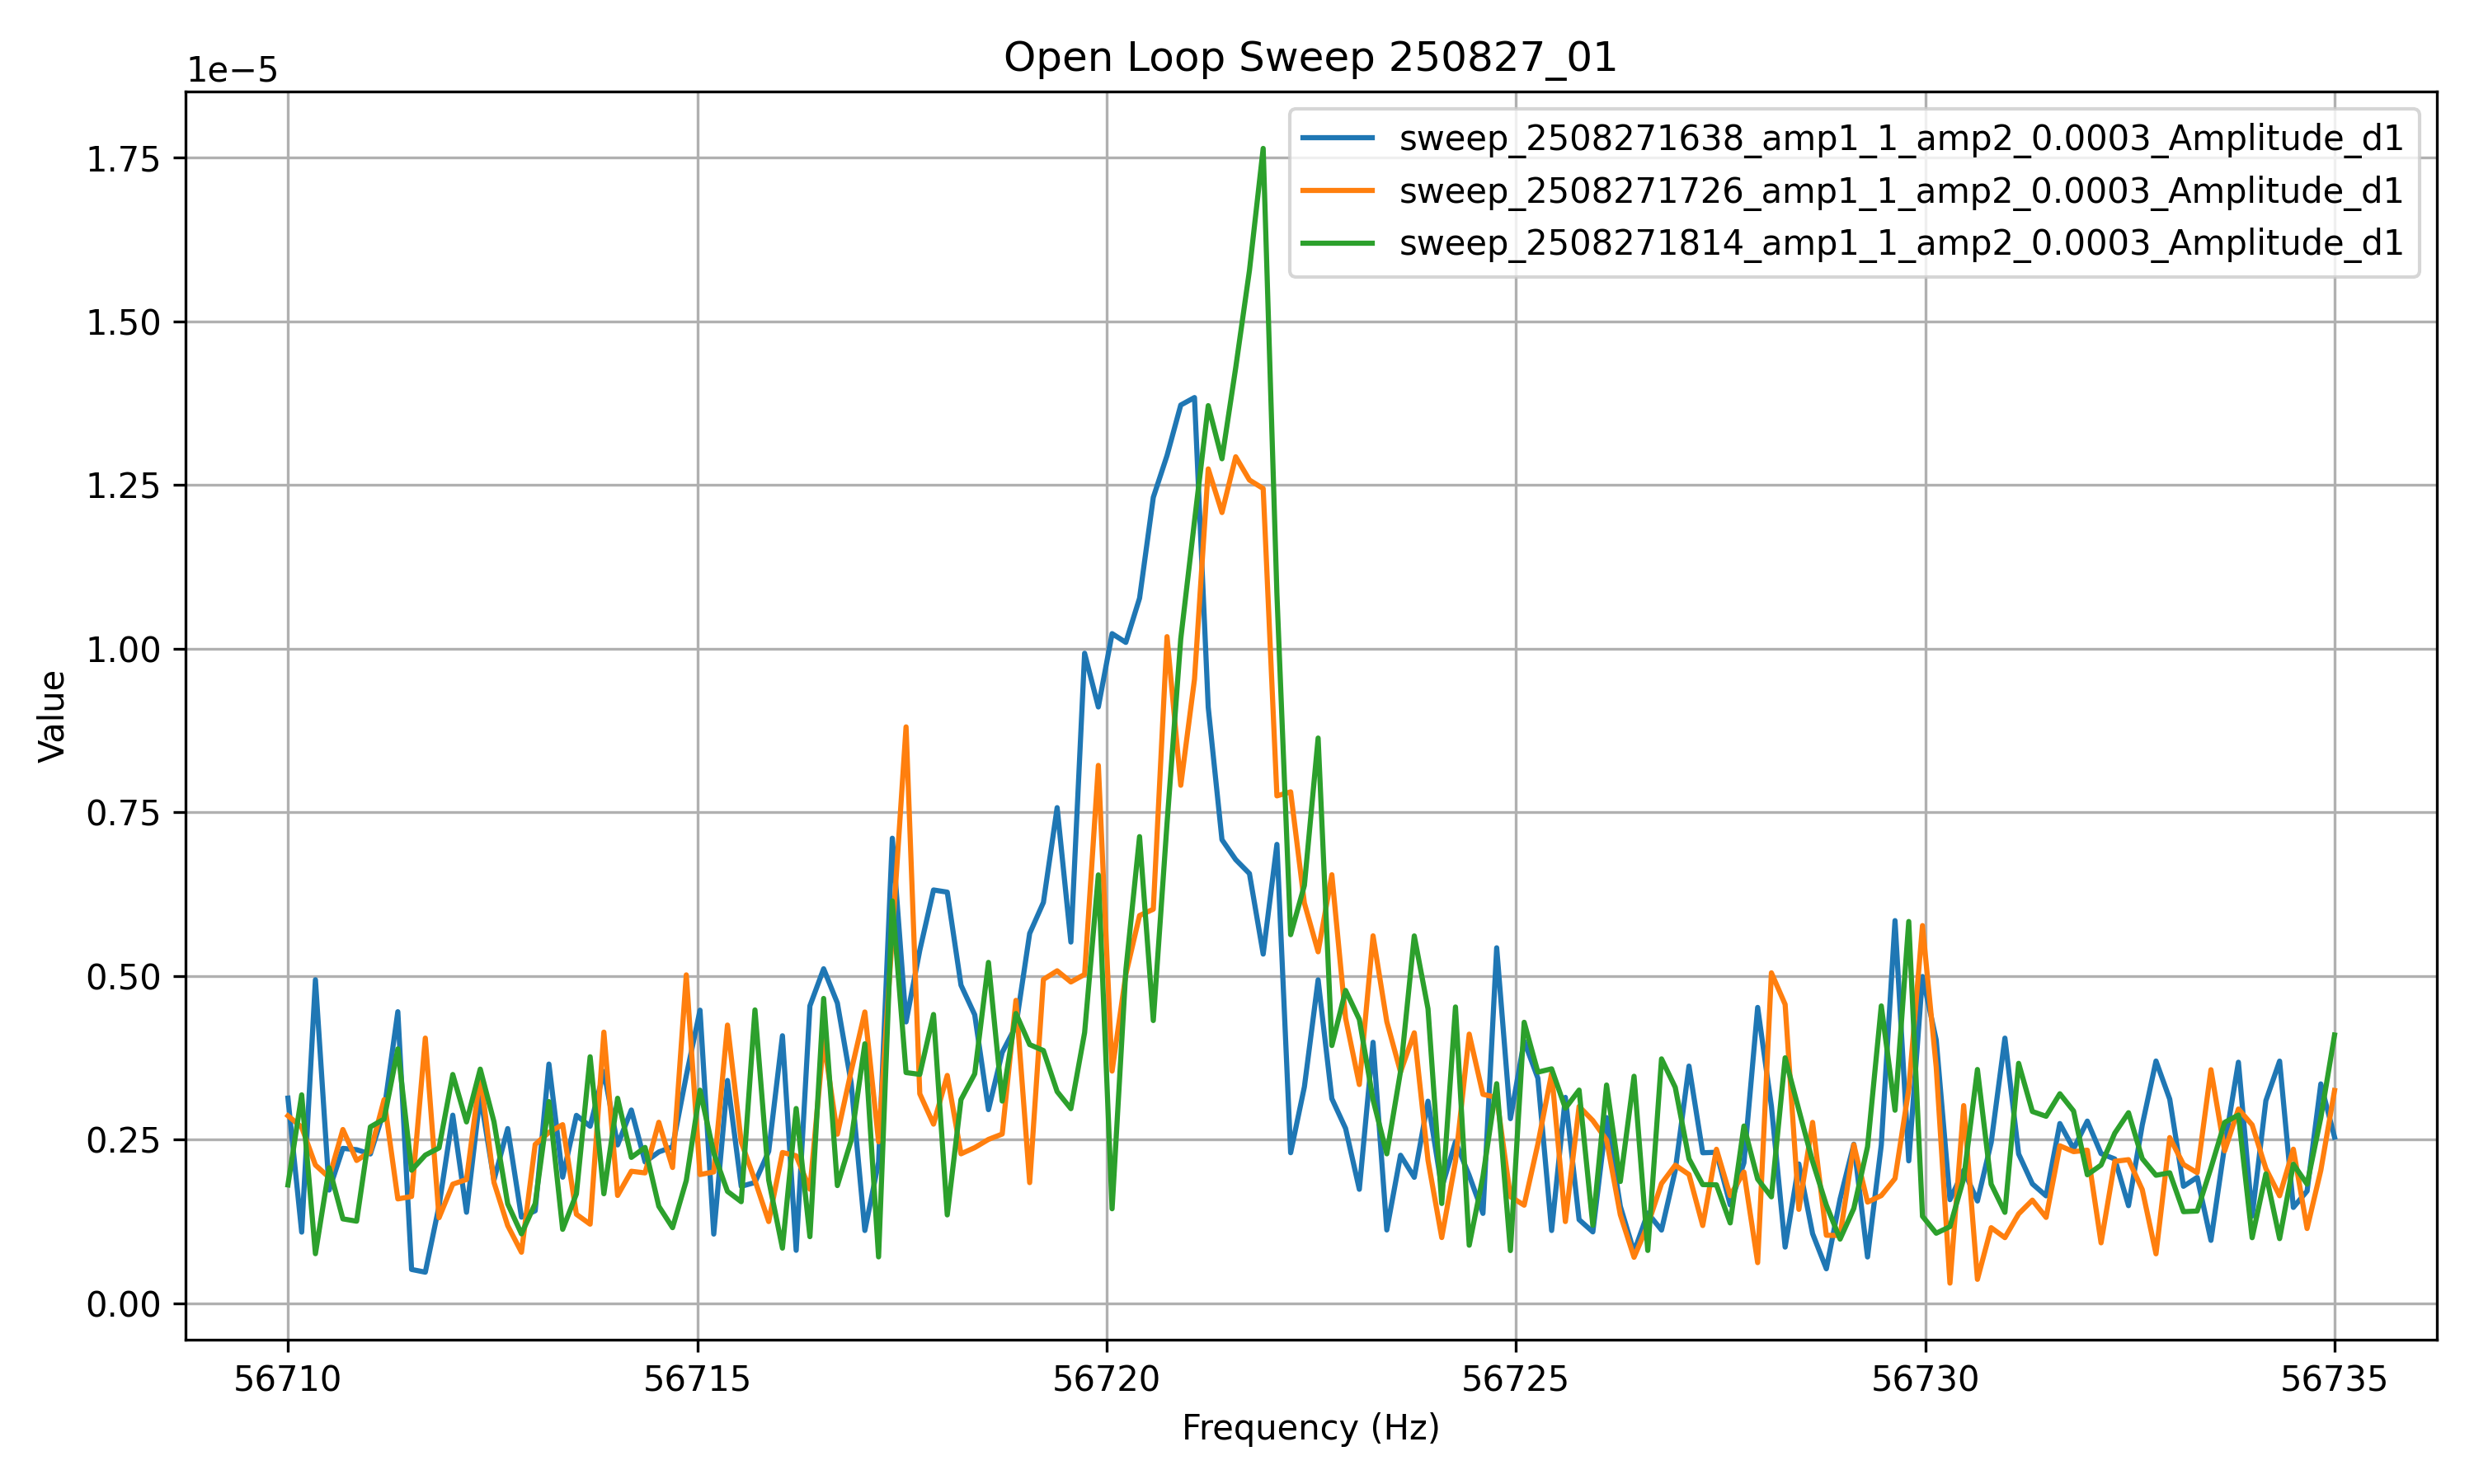 Open Loop Sweep 250827_01
1e−5
sweep_2508271638_amp1_1_amp2_0.0003_Amplitude_d1
sweep_2508271726_amp1_1_amp2_0.0003_Amplitude_d1
sweep_2508271814_amp1_1_amp2_0.0003_Amplitude_d1
1.75
1.50
1.25
1.00
0.75
0.50
0.25
0.00
Value
56710 56715 56720 56725 56730 56735
Frequency (Hz)